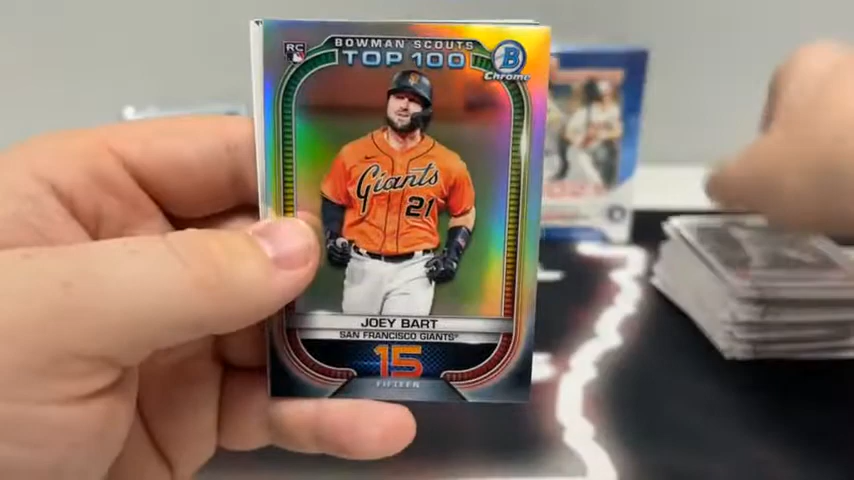 RC
BOWMAN SCOUTS
TOP 100
B
Chrome
Giants
21
JOEY BART
SAN FRANCISCO GIANTS
15
FIFTEEN